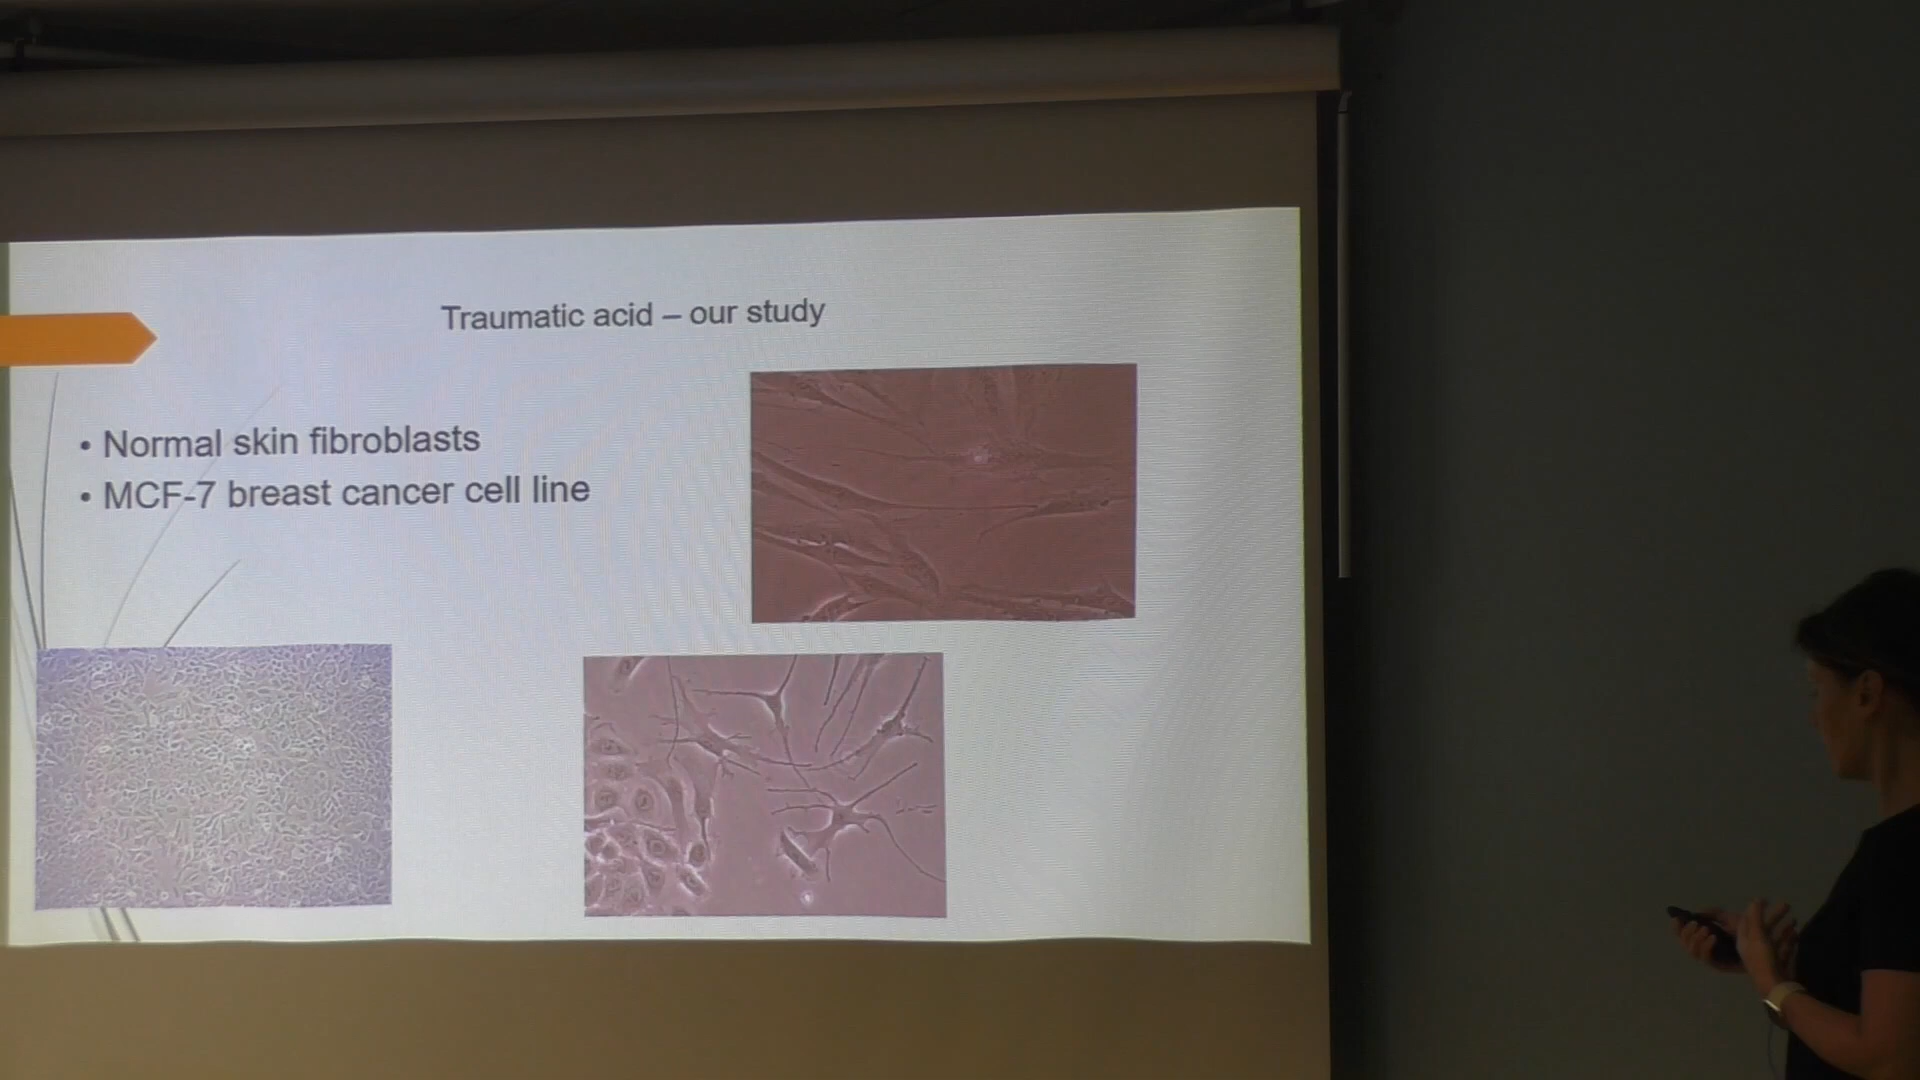 Traumatic acid – our study
• Normal skin fibroblasts
• MCF-7 breast cancer cell line